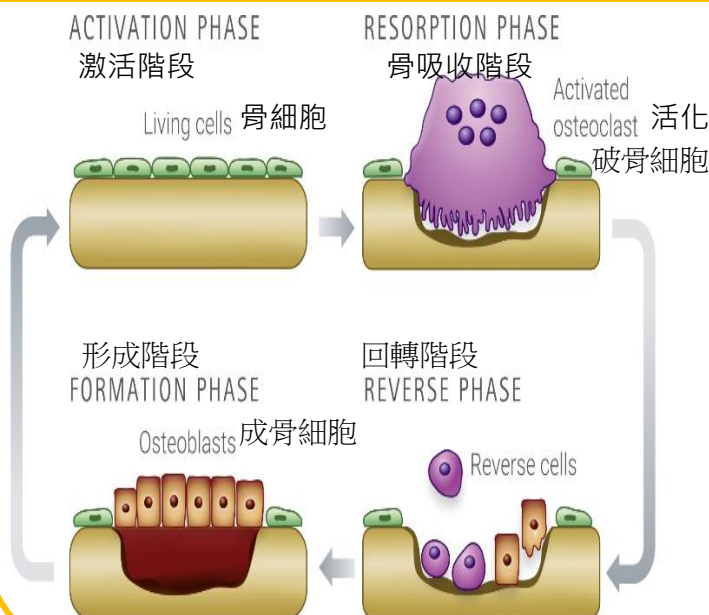 ACTIVATION PHASE
激活階段
Living cells 骨細胞
RESORPTION PHASE
骨吸收階段
Activated
osteoclast 活化
破骨細胞
形成階段
FORMATION PHASE
Osteoblasts 成骨細胞
回轉階段
REVERSE PHASE
Reverse cells